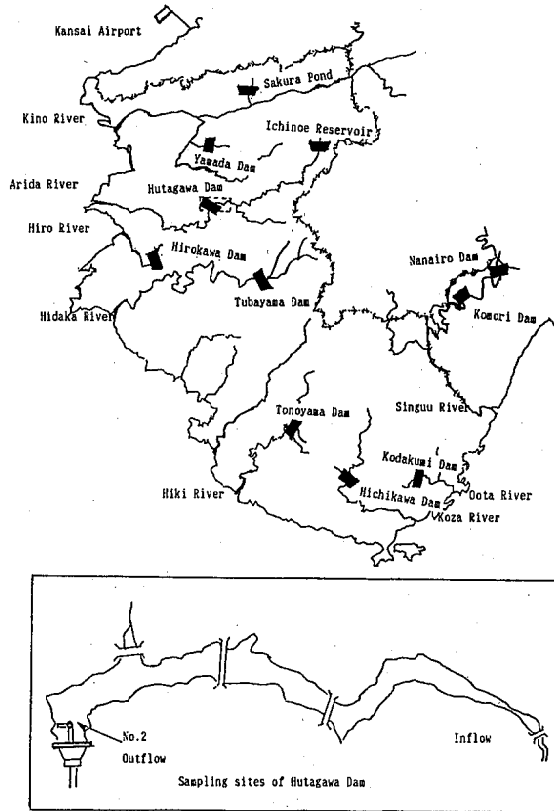 Kansai Airport
Sakura Pond
Kino River
Ichinoe Reservoir
Yamada Dam
Arida River
Hutagawa Dam
Hiro River
Hirokawa Dam
Nanairo Dam
Tubayama Dam
Komori Dam
Hidaka River
Tonoyama Dam
Singuu River
Kodakumi Dam
Hiki River
Hichikawa Dam
Oota River
Koza River
No.2
Outflow
Inflow
Sampling sites of Hutagawa Dam